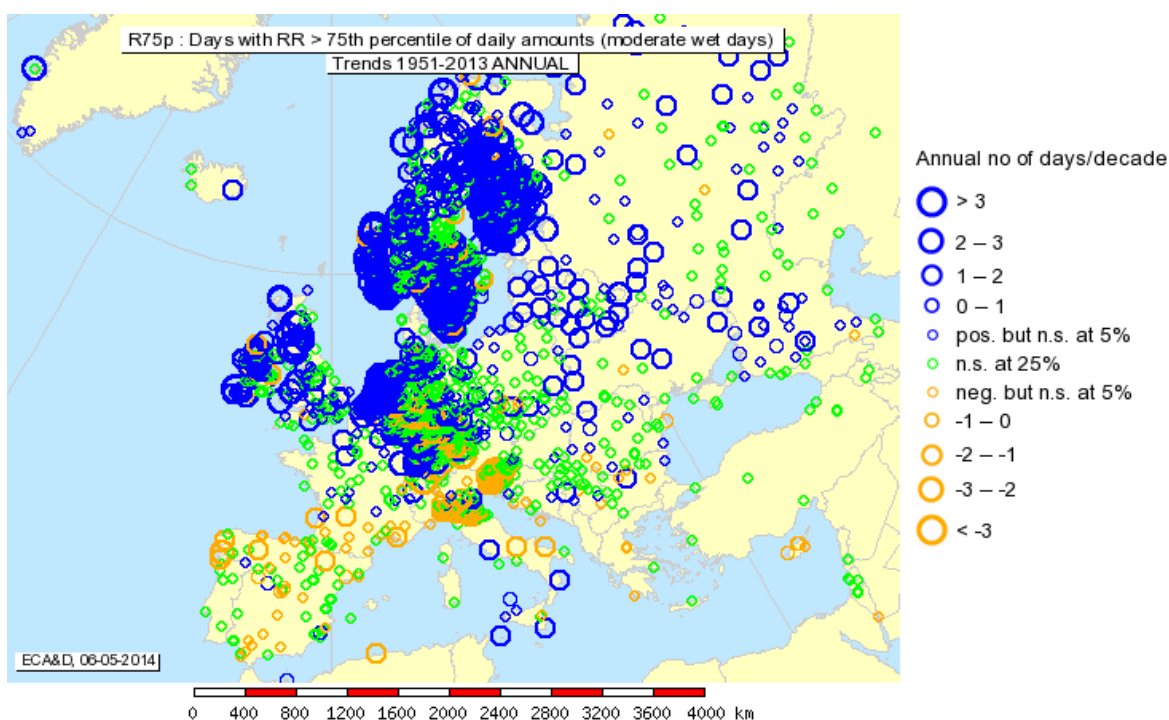 R75p : Days with RR > 75th percentile of daily amounts (moderate wet days)
Trends 1951-2013 ANNUAL
Annual no of days/decade
> 3
2 – 3
1 – 2
0 – 1
pos. but n.s. at 5%
n.s. at 25%
neg. but n.s. at 5%
-1 – 0
-2 – -1
-3 – -2
< -3
ECA&D, 06-05-2014
0 400 800 1200 1600 2000 2400 2800 3200 3600 4000 km